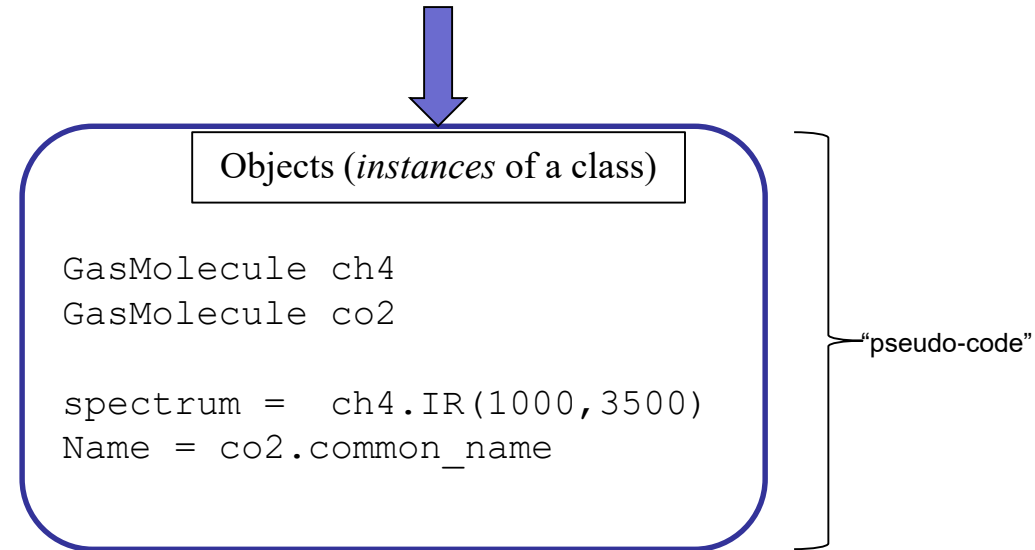 Objects (instances of a class)
GasMolecule ch4
GasMolecule co2
spectrum =  ch4.IR(1000,3500)
Name = co2.common_name
“pseudo-code”